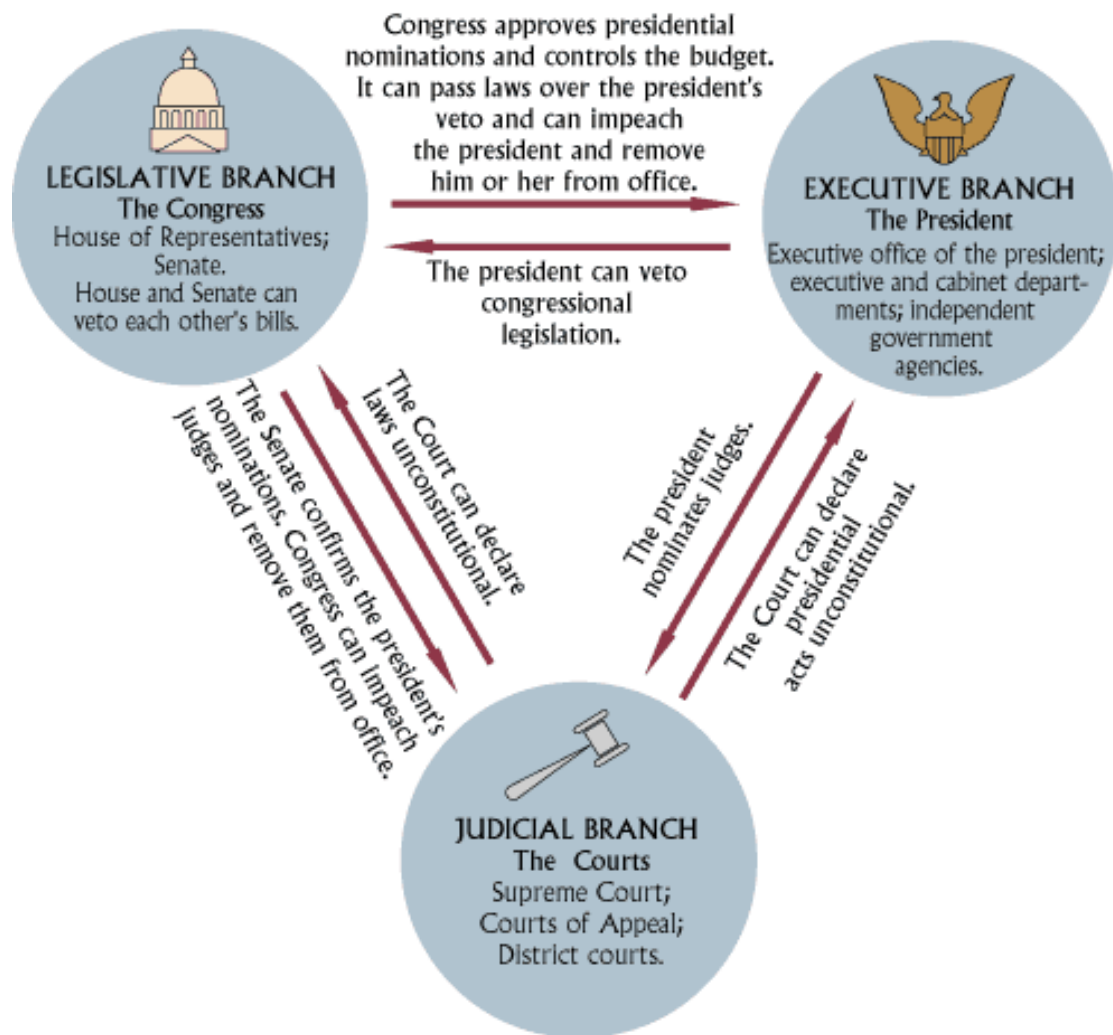 Congress approves presidential
nominations and controls the budget.
It can pass laws over the president's
veto and can impeach
the president and remove
him or her from office.
LEGISLATIVE BRANCH
The Congress
House of Representatives;
Senate.
House and Senate can
veto each other's bills.
EXECUTIVE BRANCH
The President
Executive office of the president;
executive and cabinet depart-
ments; independent
government
agencies.
The president can veto
congressional
legislation.
The Senate confirms the president's
nominations. Congress can impeach
judges and remove them from office.
The Court can declare
laws unconstitutional.
The president
nominates judges.
The Court can declare
presidential
acts unconstitutional.
JUDICIAL BRANCH
The Courts
Supreme Court;
Courts of Appeal;
District courts.